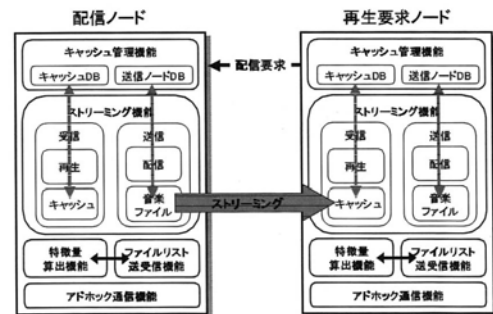 配信ノード
キャッシュ管理機能
キャッシュDB
送信ノードDB
ストリーミング機能
受信
送信
再生
配信
キャッシュ
音楽
ファイル
特徴量
算出機能
ファイルリスト
送受信機能
アドホック通信機能
配信要求
ストリーミング
再生要求ノード
キャッシュ管理機能
キャッシュDB
送信ノードDB
ストリーミング機能
受信
送信
再生
配信
キャッシュ
音楽
ファイル
特徴量
算出機能
ファイルリスト
送受信機能
アドホック通信機能